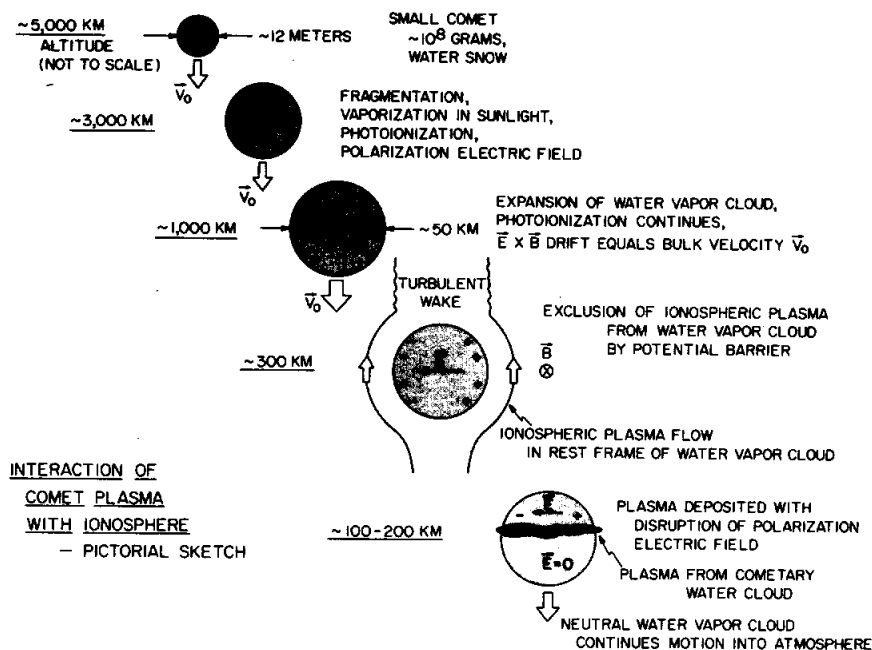 ~5,000 KM
ALTITUDE
(NOT TO SCALE)
~12 METERS
SMALL COMET
~10⁸ GRAMS,
WATER SNOW
V⃗₀
~3,000 KM
FRAGMENTATION,
VAPORIZATION IN SUNLIGHT,
PHOTOIONIZATION,
POLARIZATION ELECTRIC FIELD
V⃗₀
~1,000 KM
~50 KM
EXPANSION OF WATER VAPOR CLOUD,
PHOTOIONIZATION CONTINUES,
E⃗ X B⃗ DRIFT EQUALS BULK VELOCITY V⃗₀
V⃗₀
TURBULENT
WAKE
~300 KM
EXCLUSION OF IONOSPHERIC PLASMA
FROM WATER VAPOR CLOUD
BY POTENTIAL BARRIER
B⃗
⊗
IONOSPHERIC PLASMA FLOW
IN REST FRAME OF WATER VAPOR CLOUD
INTERACTION OF
COMET PLASMA
WITH IONOSPHERE
– PICTORIAL SKETCH
~100-200 KM
- E⃗ +
E⃗=0
PLASMA DEPOSITED WITH
DISRUPTION OF POLARIZATION
ELECTRIC FIELD
PLASMA FROM COMETARY
WATER CLOUD
NEUTRAL WATER VAPOR CLOUD
CONTINUES MOTION INTO ATMOSPHERE